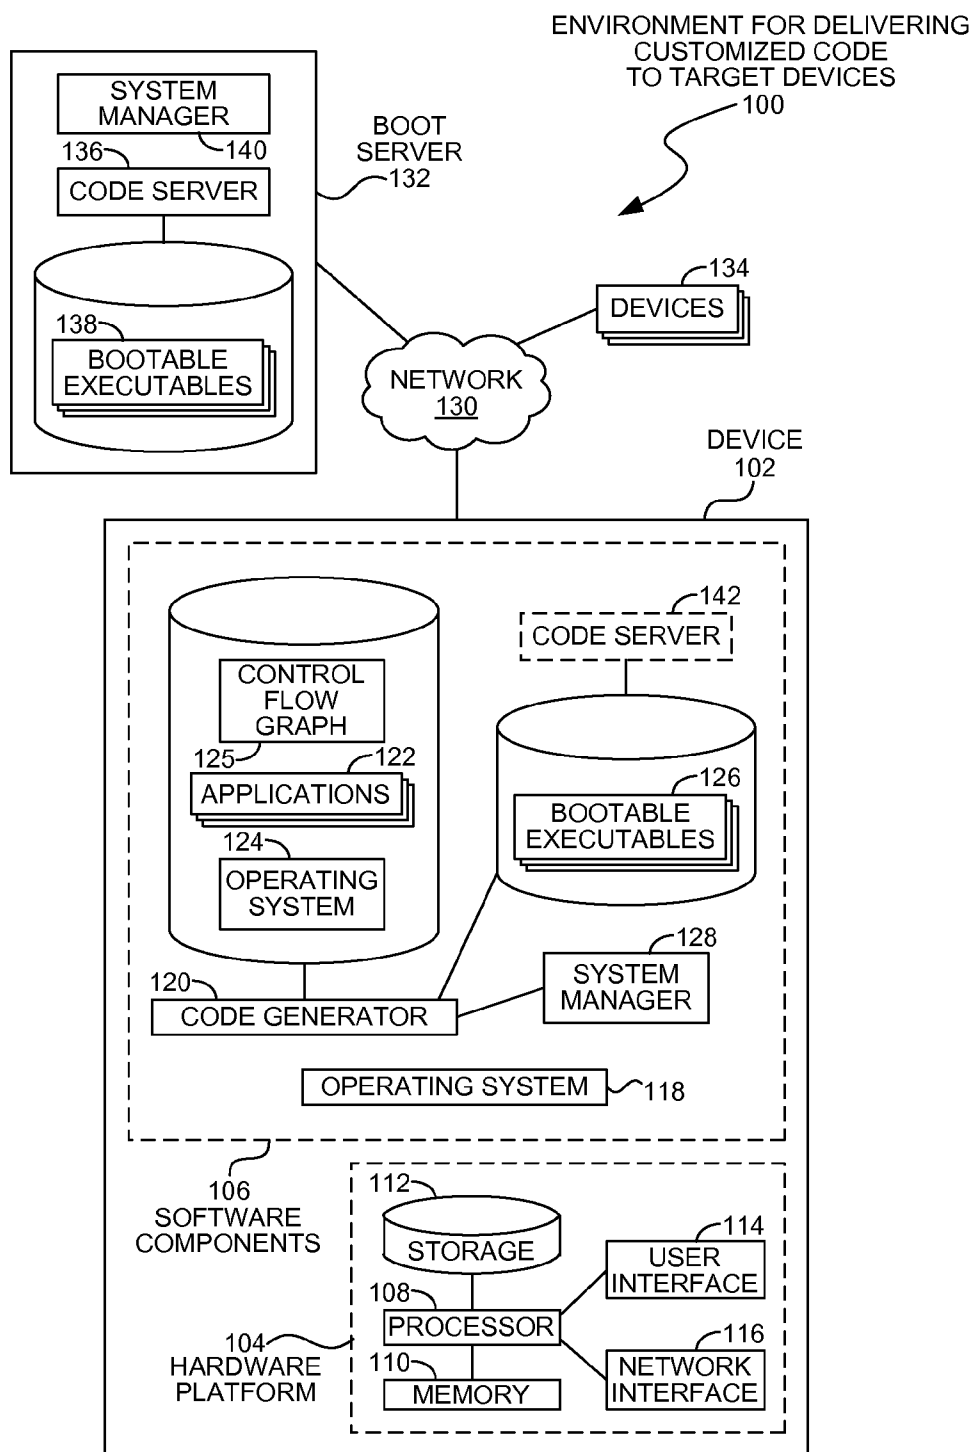 ENVIRONMENT FOR DELIVERING
CUSTOMIZED CODE
TO TARGET DEVICES
100
SYSTEM
MANAGER
140
BOOT
SERVER
132
136
CODE SERVER
138
BOOTABLE
EXECUTABLES
134
DEVICES
NETWORK
130
DEVICE
102
142
CODE SERVER
CONTROL
FLOW
GRAPH
125
122
APPLICATIONS
126
BOOTABLE
EXECUTABLES
124
OPERATING
SYSTEM
128
SYSTEM
MANAGER
120
CODE GENERATOR
OPERATING SYSTEM
118
106
SOFTWARE
COMPONENTS
112
STORAGE
114
USER
INTERFACE
108
PROCESSOR
104
HARDWARE
PLATFORM
110
MEMORY
116
NETWORK
INTERFACE